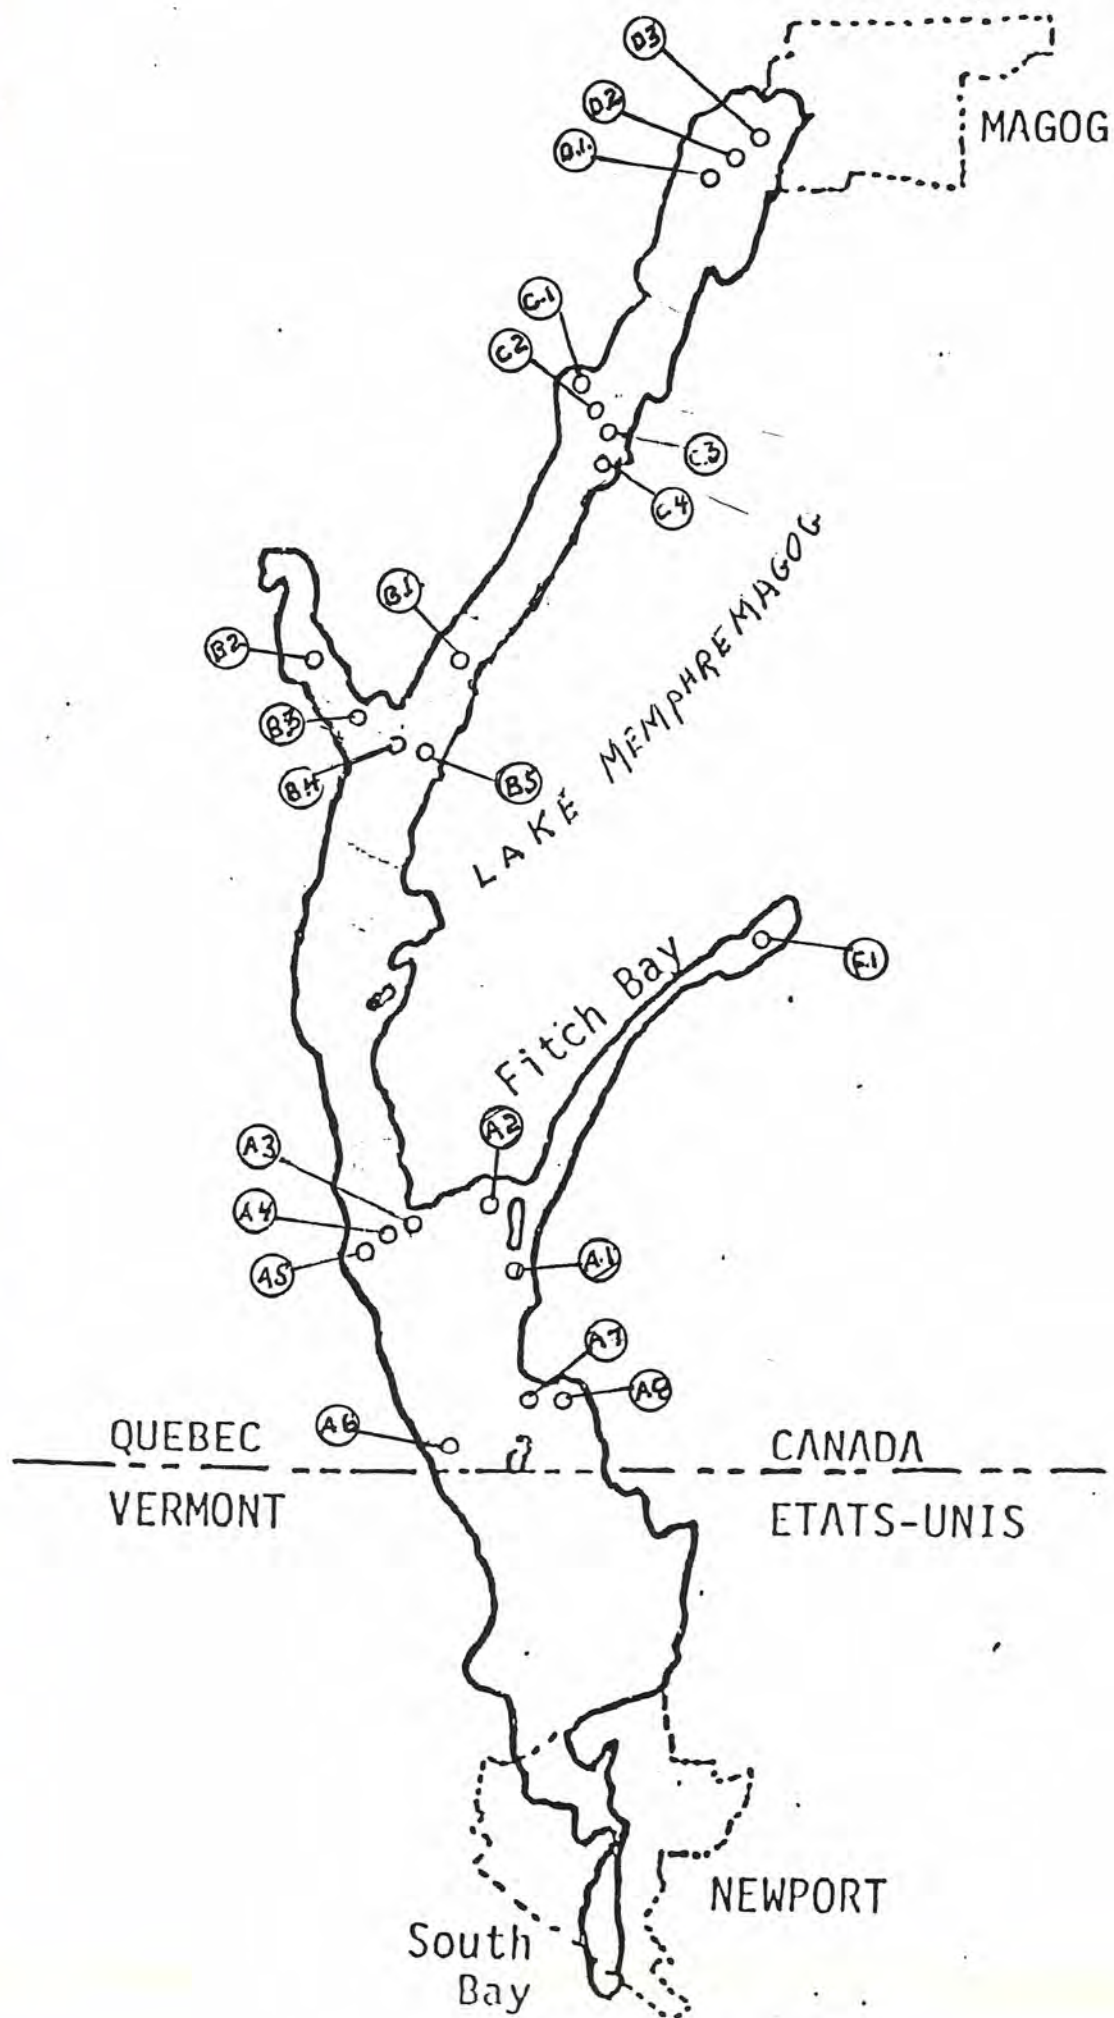 D3
D2
MAGOG
D.1.
C.1
C2
C.3
C.4
LAKE MEMPHREMAGOG
B.1
B2
B3
B.4
B5
Fitch Bay
F.1
A2
A3
A4
A5
A.1
A7
A8
A6
QUEBEC
CANADA
VERMONT
ETATS-UNIS
NEWPORT
South
Bay